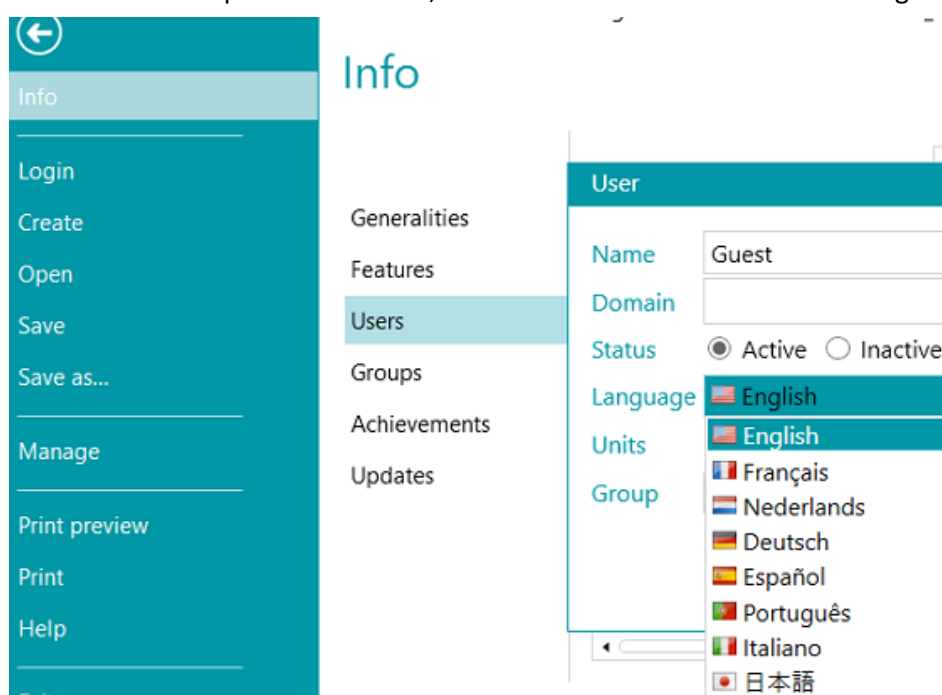 Info
Info
Login
Create
Open
Save
Save as...
Manage
Print preview
Print
Help
Generalities
Features
Users
Groups
Achievements
Updates
User
Name Guest
Domain
Status Active Inactive
Language English
Units
Group
English
Français
Nederlands
Deutsch
Español
Português
Italiano
日本語